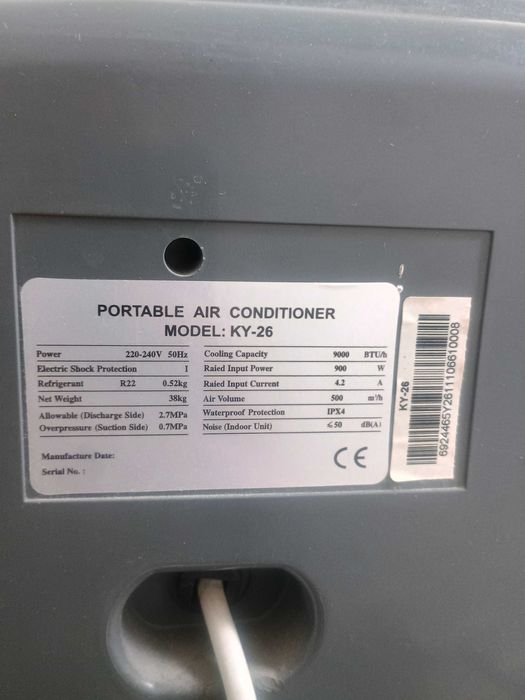 PORTABLE AIR CONDITIONER
MODEL: KY-26
Power 220-240V 50Hz
Electric Shock Protection I
Refrigerant R22 0.52kg
Net Weight 38kg
Allowable (Discharge Side) 2.7MPa
Overpressure (Suction Side) 0.7MPa
Manufacture Date:
Serial No. :
Cooling Capacity 9000 BTU/h
Raied Input Power 900 W
Raied Input Current 4.2 A
Air Volume 500 m³/h
Waterproof Protection IPX4
Noise (Indoor Unit) ≤50 dB(A)
CE
KY-26
6924465Y2611106610008